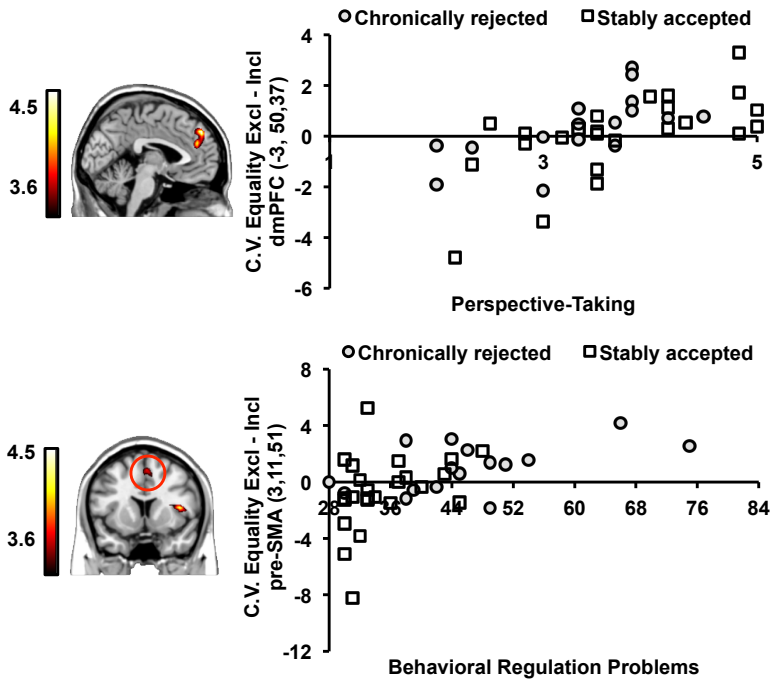 Chronically rejected
Stably accepted
4.5
3.6
C.V. Equality Excl - Incl
dmPFC (-3, 50,37)
4
2
0
-2
-4
-6
1
3
5
Perspective-Taking
Chronically rejected
Stably accepted
4.5
3.6
C.V. Equality Excl - Incl
pre-SMA (3,11,51)
8
4
0
-4
-8
-12
28
36
44
52
60
68
76
84
Behavioral Regulation Problems